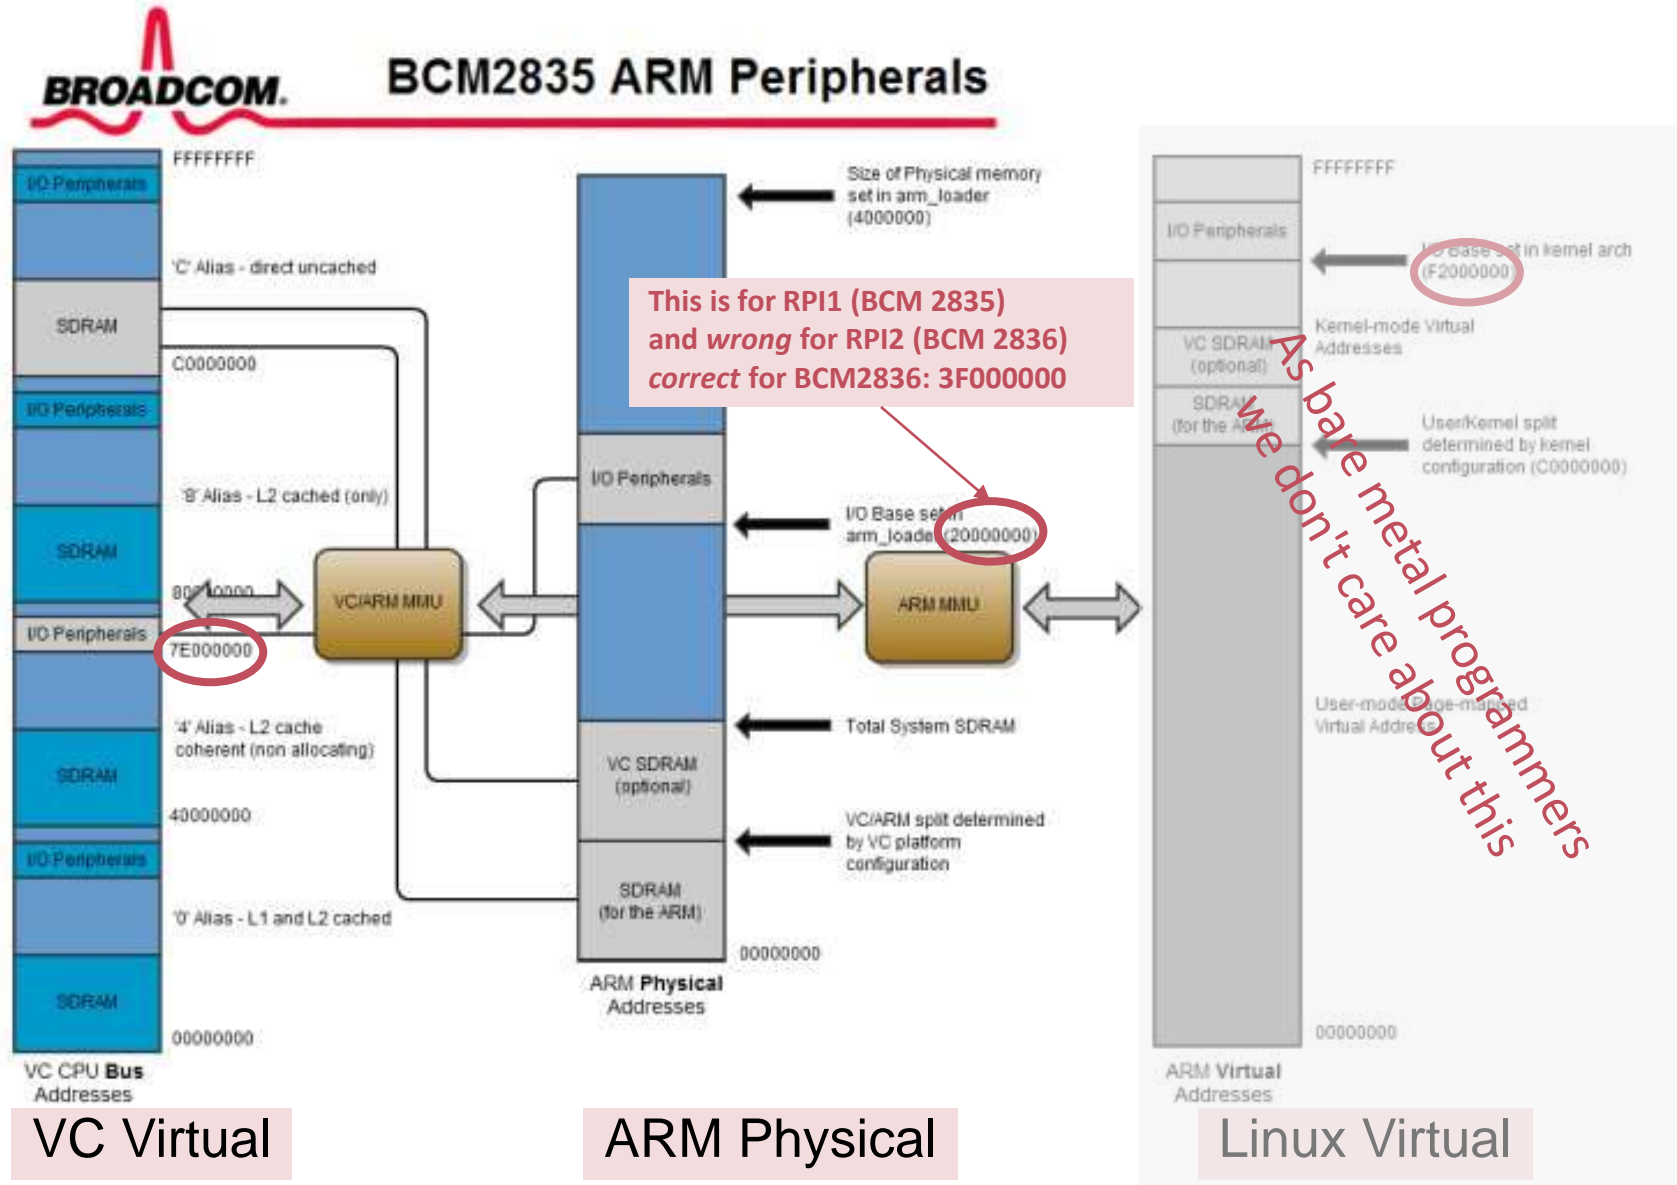 BROADCOM.
BCM2835 ARM Peripherals
FFFFFFFF
I/O Peripherals
'C' Alias - direct uncached
SDRAM
C0000000
I/O Peripherals
'8' Alias - L2 cached (only)
SDRAM
I/O Peripherals
7E000000
'4' Alias - L2 cache
coherent (non allocating)
SDRAM
40000000
I/O Peripherals
'0' Alias - L1 and L2 cached
SDRAM
00000000
VC CPU Bus
Addresses
VC Virtual
VC/ARM MMU
Size of Physical memory
set in arm_loader
(4000000)
This is for RPI1 (BCM 2835)
and wrong for RPI2 (BCM 2836)
correct for BCM2836: 3F000000
I/O Peripherals
I/O Base set in
arm_loader (20000000)
ARM MMU
Total System SDRAM
VC SDRAM
(optional)
VC/ARM split determined
by VC platform
configuration
SDRAM
(for the ARM)
00000000
ARM Physical
Addresses
ARM Physical
FFFFFFFF
I/O Peripherals
I/O Base set in kernel arch
(F2000000)
Kernel-mode Virtual
Addresses
VC SDRAM
(optional)
SDRAM
(for the ARM)
User/Kernel split
determined by kernel
configuration (C0000000)
As bare metal programmers
we don't care about this
User-mode Page-mapped
Virtual Address
00000000
ARM Virtual
Addresses
Linux Virtual